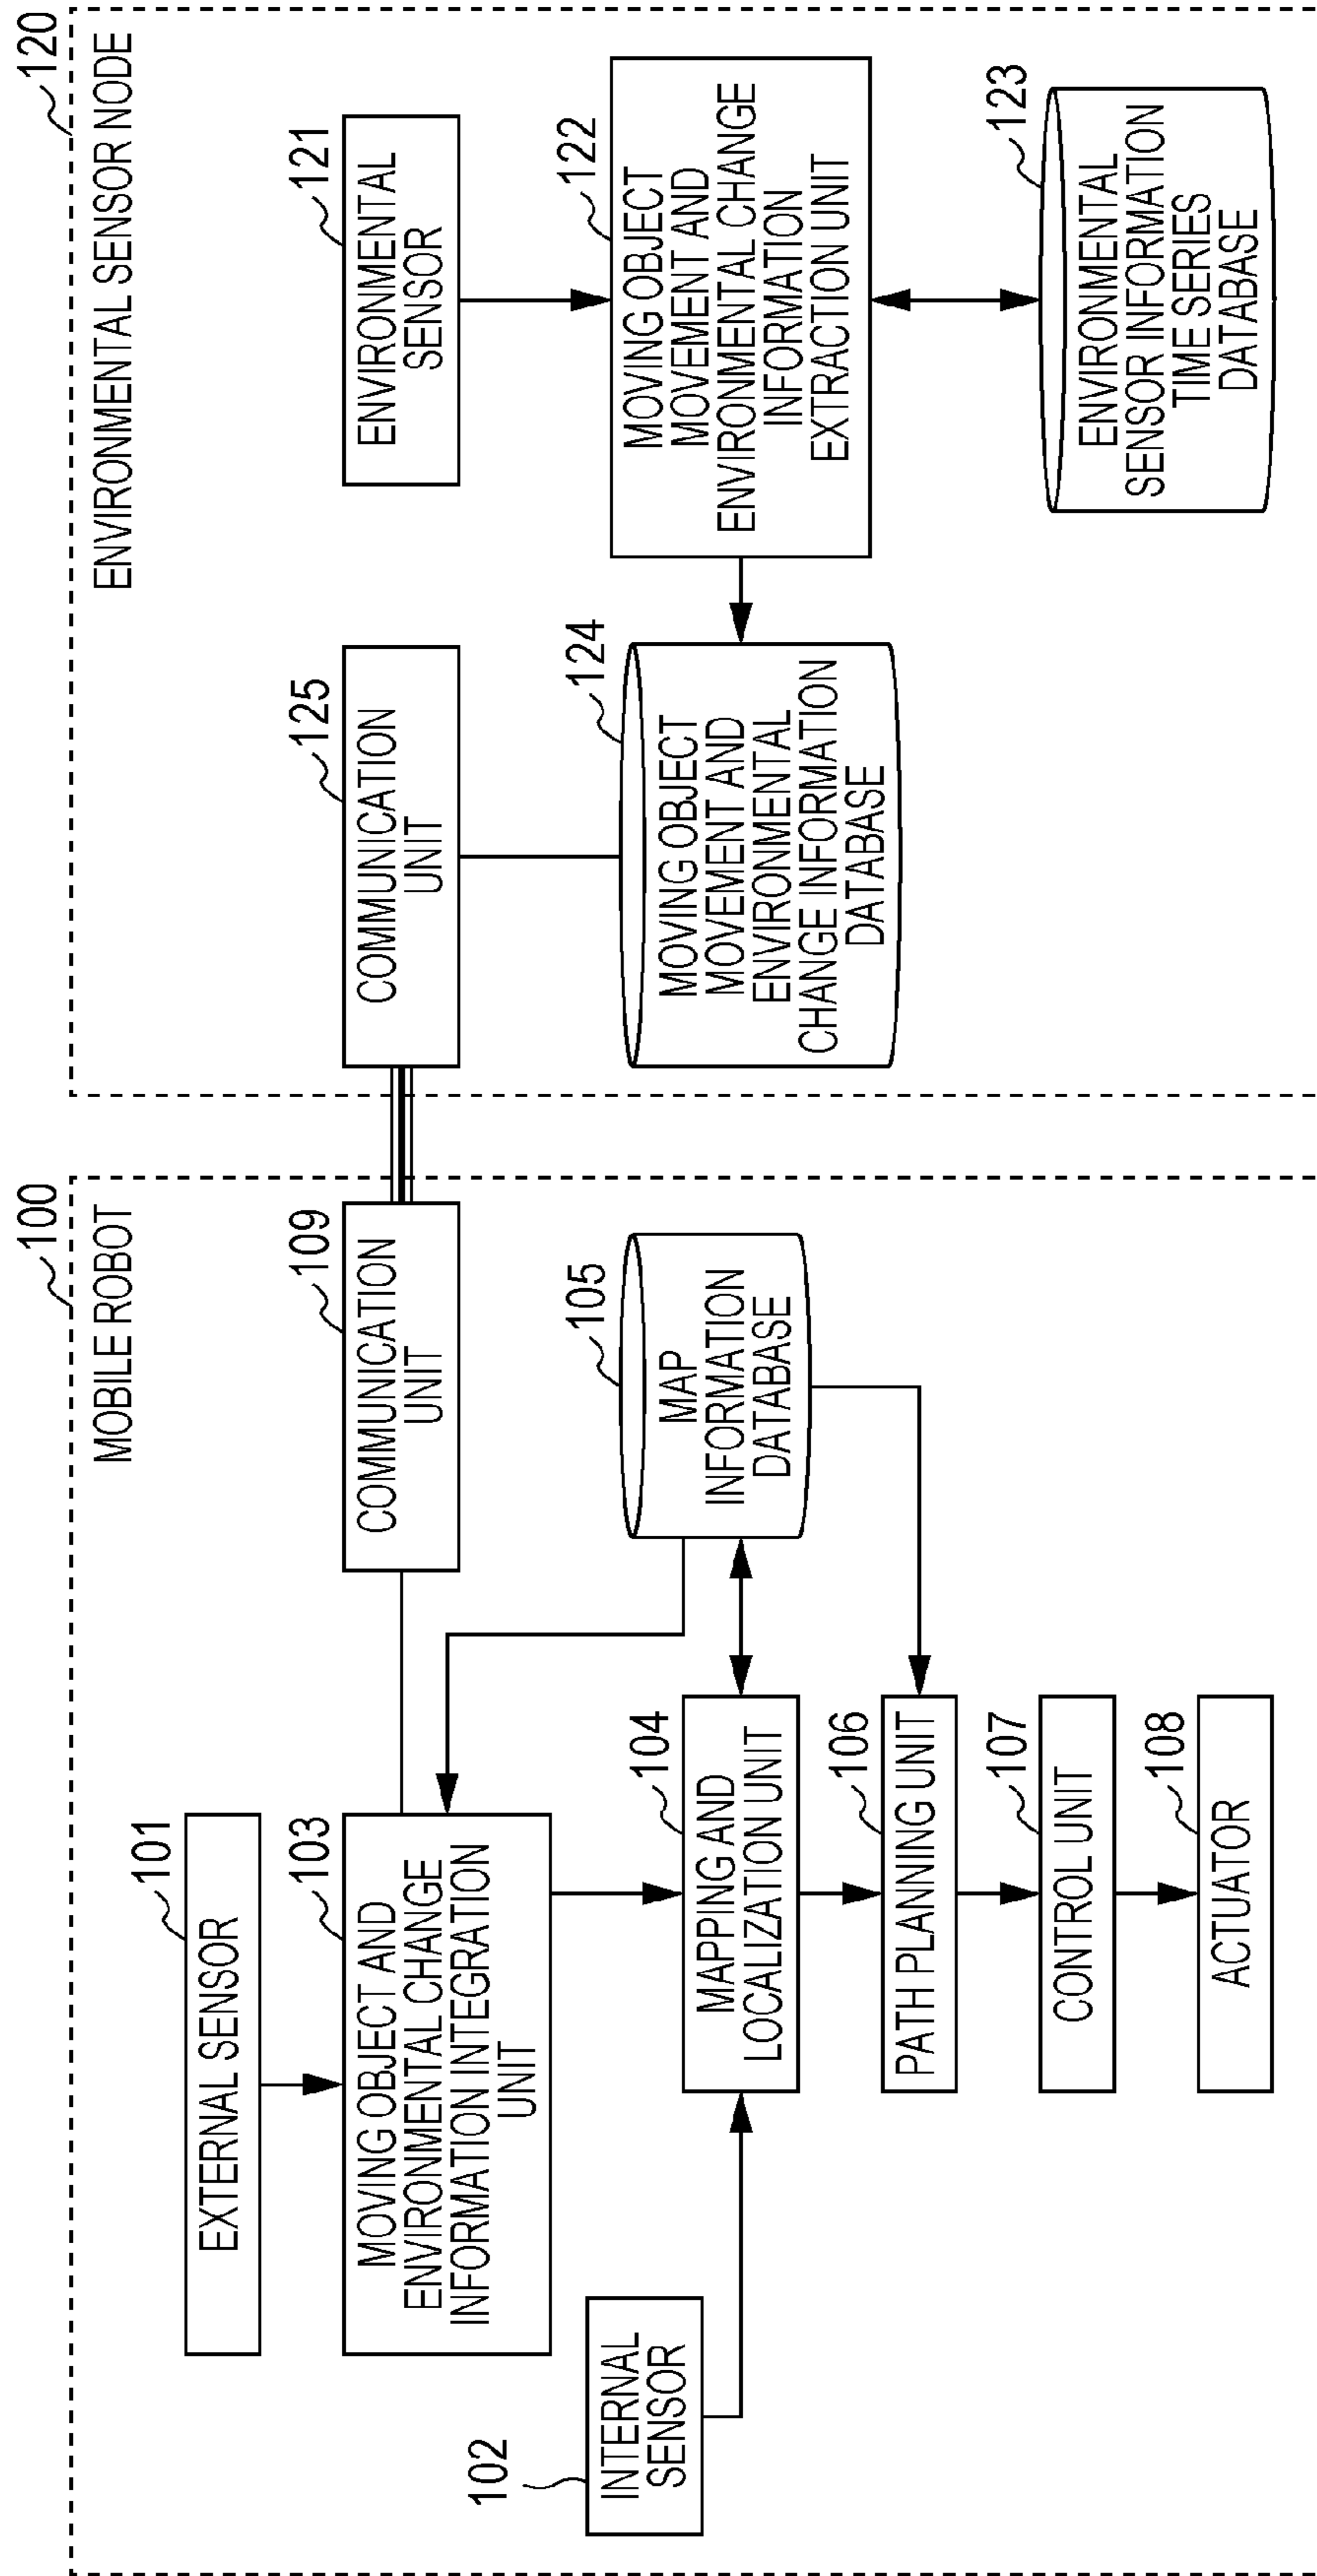 100
MOBILE ROBOT
101
EXTERNAL SENSOR
102
INTERNAL
SENSOR
103
MOVING OBJECT AND
ENVIRONMENTAL CHANGE
INFORMATION INTEGRATION
UNIT
109
COMMUNICATION
UNIT
104
MAPPING AND
LOCALIZATION UNIT
105
MAP
INFORMATION
DATABASE
106
PATH PLANNING UNIT
107
CONTROL UNIT
108
ACTUATOR
120
ENVIRONMENTAL SENSOR NODE
125
COMMUNICATION
UNIT
121
ENVIRONMENTAL
SENSOR
124
MOVING OBJECT
MOVEMENT AND
ENVIRONMENTAL
CHANGE INFORMATION
DATABASE
122
MOVING OBJECT
MOVEMENT AND
ENVIRONMENTAL CHANGE
INFORMATION
EXTRACTION UNIT
123
ENVIRONMENTAL
SENSOR INFORMATION
TIME SERIES
DATABASE